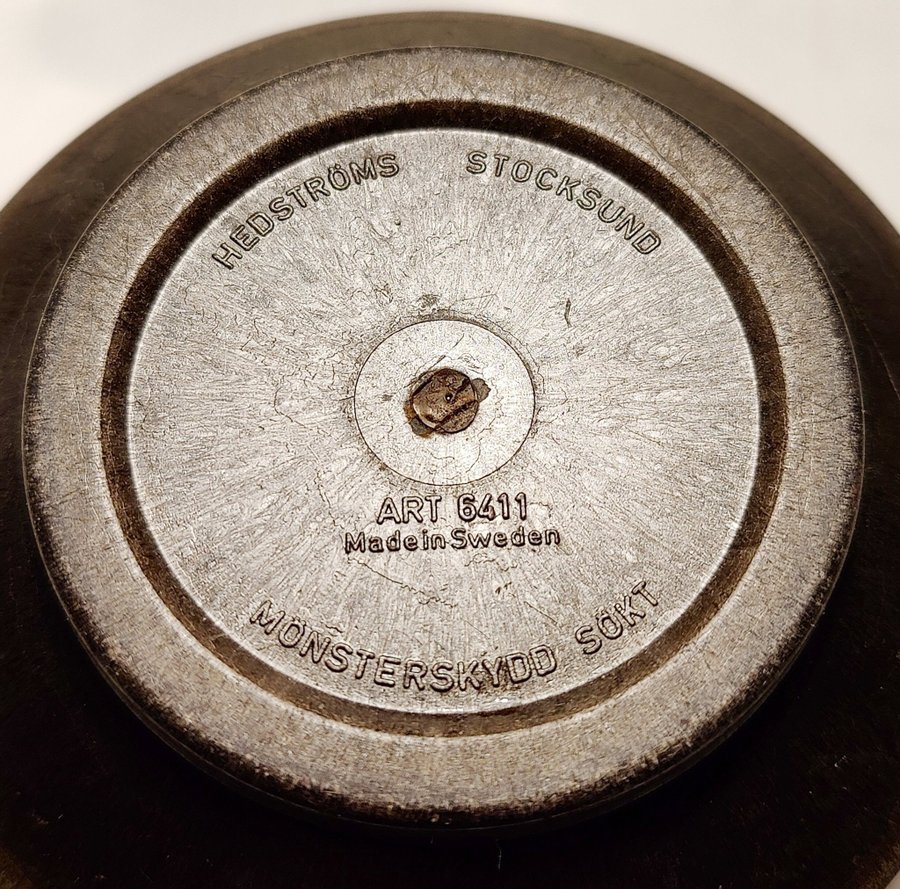 HEDSTRÖMS STOCKSUND
ART 6411
Made in Sweden
MÖNSTERSKYDD SÖKT